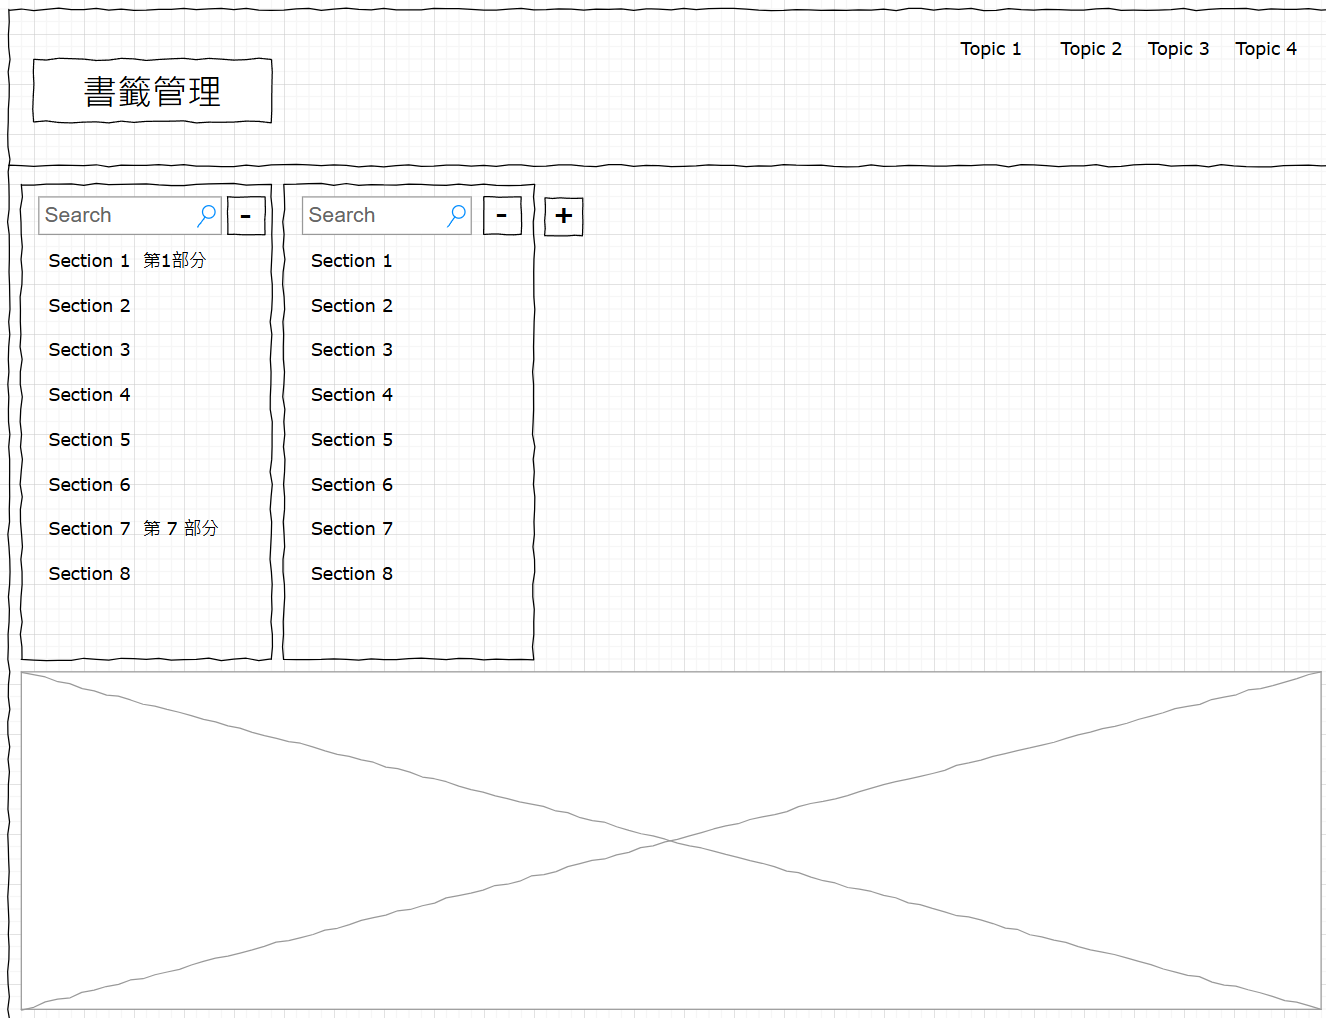 Topic 1 Topic 2 Topic 3 Topic 4
書籤管理
Search -
Section 1 第1部分
Section 2
Section 3
Section 4
Section 5
Section 6
Section 7 第 7 部分
Section 8
Search -
Section 1
Section 2
Section 3
Section 4
Section 5
Section 6
Section 7
Section 8
+